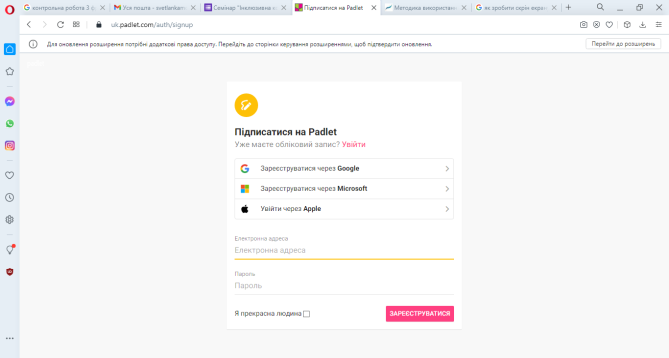 контрольна робота 3 с
Уся пошта - svetlankam
Семінар "Інклюзивна
Підписатися на Padlet
Методика використанн
як зробити скрін екран
uk.padlet.com/auth/signup
Для оновлення розширення потрібні додаткові права доступу. Перейдіть до сторінки керування розширеннями, щоб підтвердити оновлення.
Перейти до розширень
Підписатися на Padlet
Уже маєте обліковий запис? Увійти
Зареєструватися через Google
Зареєструватися через Microsoft
Увійти через Apple
Електронна адреса
Електронна адреса
Пароль
Пароль
Я прекрасна людина
ЗАРЕЄСТРУВАТИСЯ